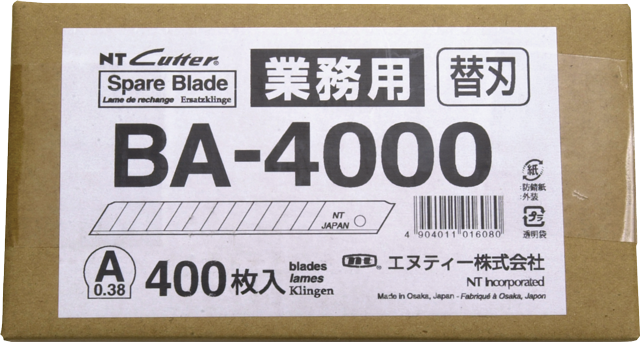 NT Cutter®
Spare Blade
Lame de rechange Ersatzklinge
業務用
替刃
BA-4000
NT
JAPAN
4 904011 016080
紙
:防錆紙
:外装
プラ
:透明袋
A
0.38
400枚入
blades
lames
Klingen
エヌティー株式会社
NT Incorporated
Made in Osaka, Japan - Fabriqué à Osaka, Japon